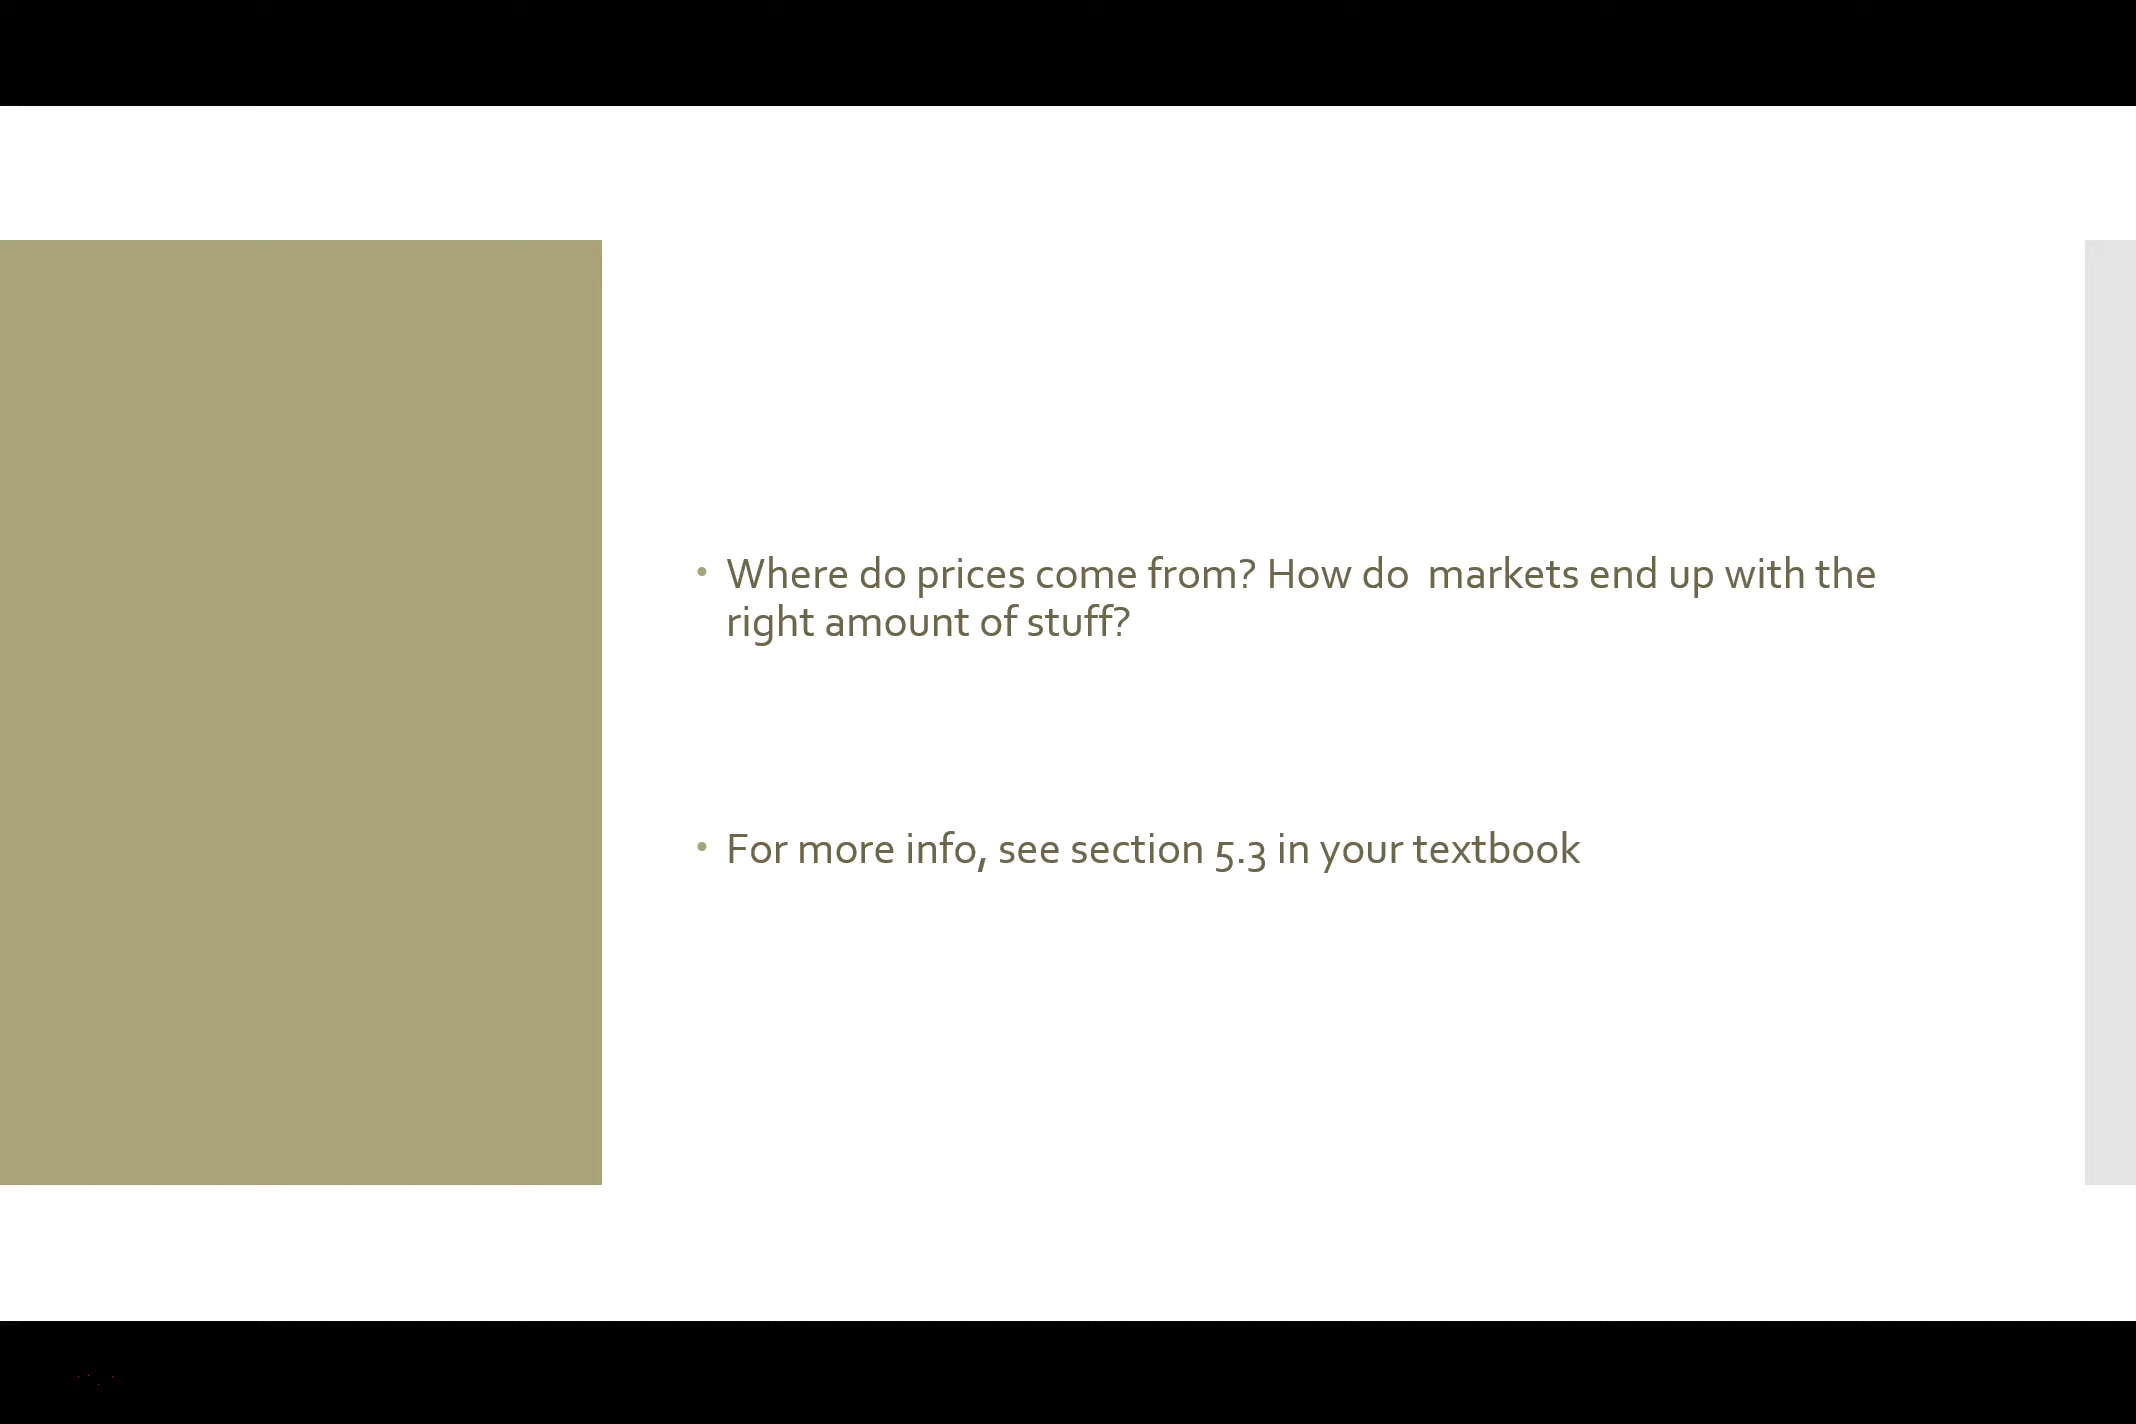 • Where do prices come from? How do  markets end up with the
right amount of stuff?
• For more info, see section 5.3 in your textbook